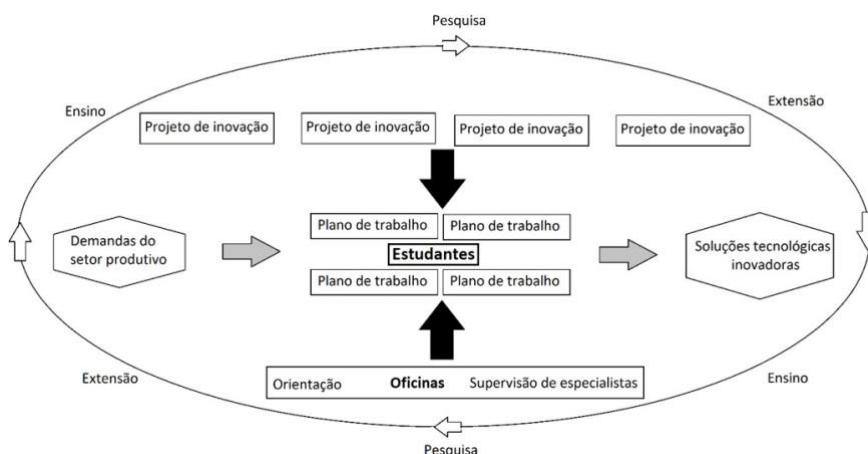 Pesquisa
Ensino
Extensão
Projeto de inovação
Projeto de inovação
Projeto de inovação
Projeto de inovação
Plano de trabalho
Plano de trabalho
Demandas do
setor produtivo
Estudantes
Soluções tecnológicas
inovadoras
Plano de trabalho
Plano de trabalho
Extensão
Orientação
Oficinas
Supervisão de especialistas
Ensino
Pesquisa